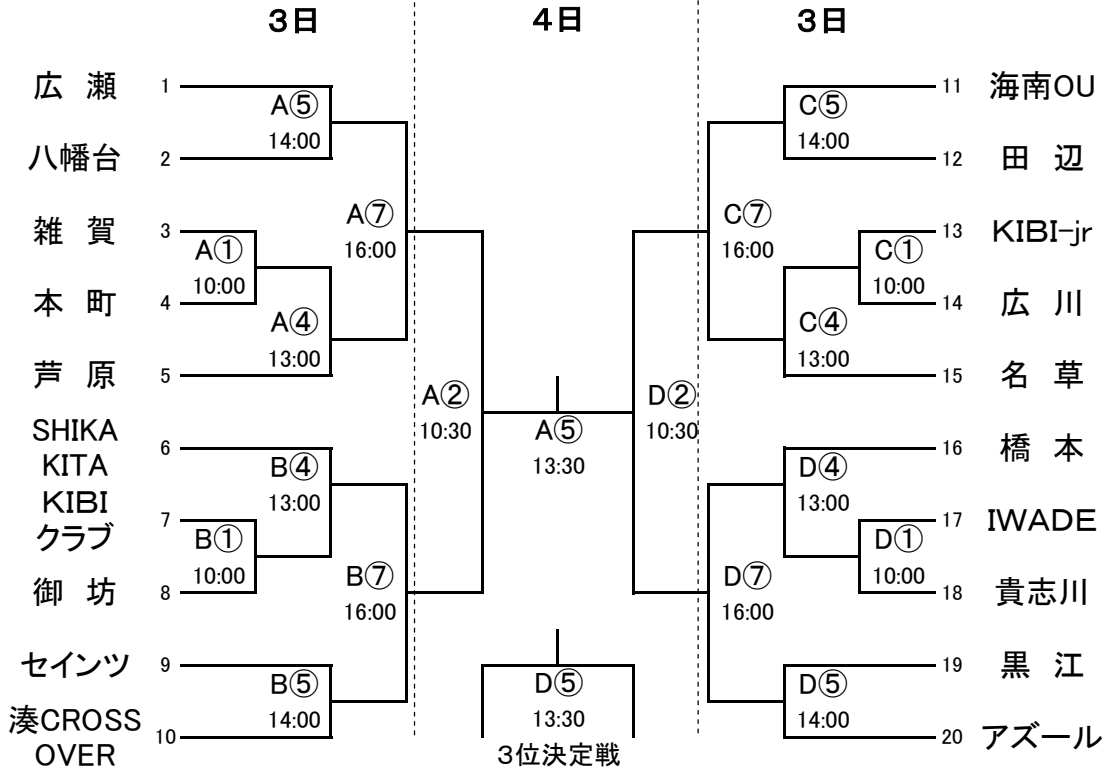 3日 4日 3日
広 瀬 1
A⑤
14:00
八幡台 2
A⑦
16:00
雑 賀 3
A①
10:00
本 町 4
A④
13:00
芦 原 5
A②
10:30
SHIKA
KITA 6
B④
13:00
KIBI
クラブ 7
B①
10:00
御 坊 8
B⑦
16:00
セインツ 9
B⑤
14:00
湊CROSS
OVER 10
A⑤
13:30
D⑤
13:30
3位決定戦
11 海南OU
C⑤
14:00
12 田 辺
C⑦
16:00
13 KIBI-jr
C①
10:00
14 広 川
C④
13:00
15 名 草
D②
10:30
16 橋 本
D④
13:00
17 IWADE
D①
10:00
18 貴志川
D⑦
16:00
19 黒 江
D⑤
14:00
20 アズール